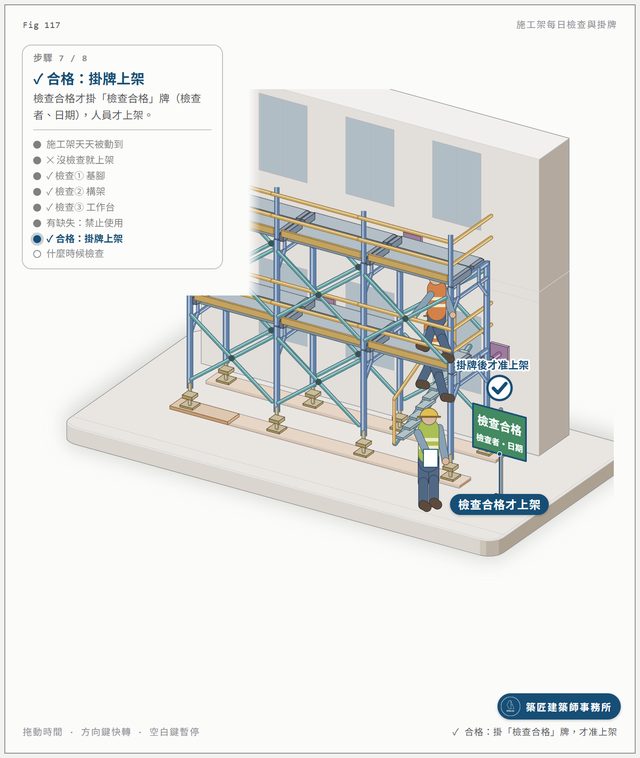 Fig 117
施工架每日檢查與掛牌
步驟 7 / 8
✓合格：掛牌上架
檢查合格才掛「檢查合格」牌（檢查
者、日期），人員才上架。
施工架天天被動到
✕沒檢查就上架
✓檢查① 基腳
✓檢查② 構架
✓檢查③ 工作台
有缺失：禁止使用
✓合格：掛牌上架
什麼時候檢查
掛牌後才准上架
檢查合格
檢查者・日期
檢查合格才上架
築匠建築師事務所
拖動時間 · 方向鍵快轉 · 空白鍵暫停
✓ 合格：掛「檢查合格」牌，才准上架